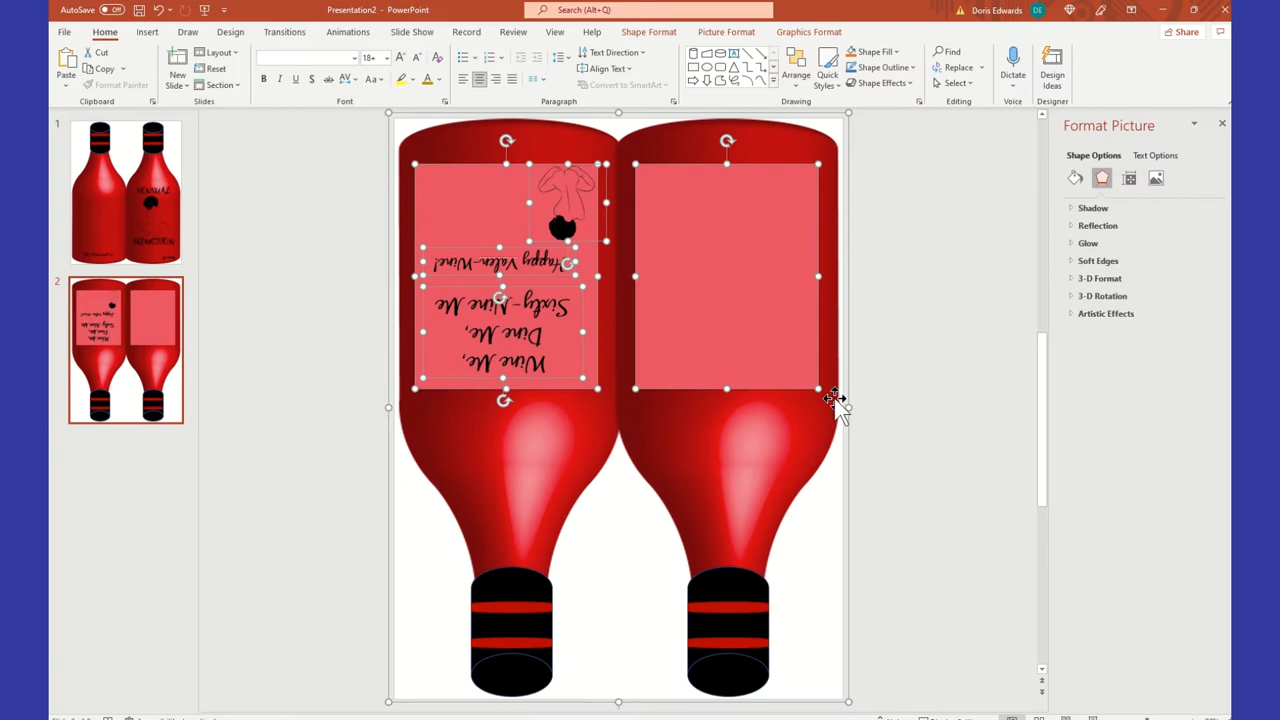 AutoSave Off Presentation2 - PowerPoint Search (Alt+Q) Doris Edwards DE
File Home Insert Draw Design Transitions Animations Slide Show Record Review View Help Shape Format Picture Format Graphics Format Share
Paste Cut Copy Format Painter Clipboard
New Slide Layout Reset Section Slides
18+ Font
Text Direction Align Text Convert to SmartArt Paragraph
Arrange Quick Styles Shape Fill Shape Outline Shape Effects Drawing
Find Replace Select Editing
Dictate Voice
Design Ideas Designer
1
2
Wine Me,
Dine Me,
Sixty-Nine Me
Happy Valen-Wine!
Format Picture
Shape Options Text Options
Shadow
Reflection
Glow
Soft Edges
3-D Format
3-D Rotation
Artistic Effects